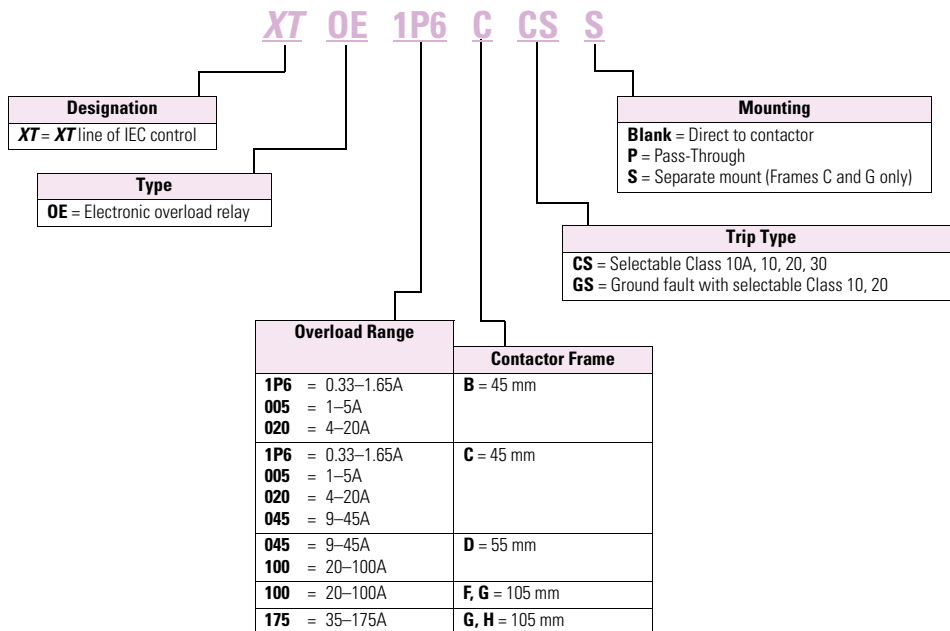 XT OE 1P6 C CS S
Designation
XT = XT line of IEC control
Type
OE = Electronic overload relay
Mounting
Blank = Direct to contactor
P = Pass-Through
S = Separate mount (Frames C and G only)
Trip Type
CS = Selectable Class 10A, 10, 20, 30
GS = Ground fault with selectable Class 10, 20
Overload Range
Contactor Frame
1P6 = 0.33–1.65A B = 45 mm
005 = 1–5A
020 = 4–20A
1P6 = 0.33–1.65A C = 45 mm
005 = 1–5A
020 = 4–20A
045 = 9–45A
045 = 9–45A D = 55 mm
100 = 20–100A
100 = 20–100A F, G = 105 mm
175 = 35–175A G, H = 105 mm